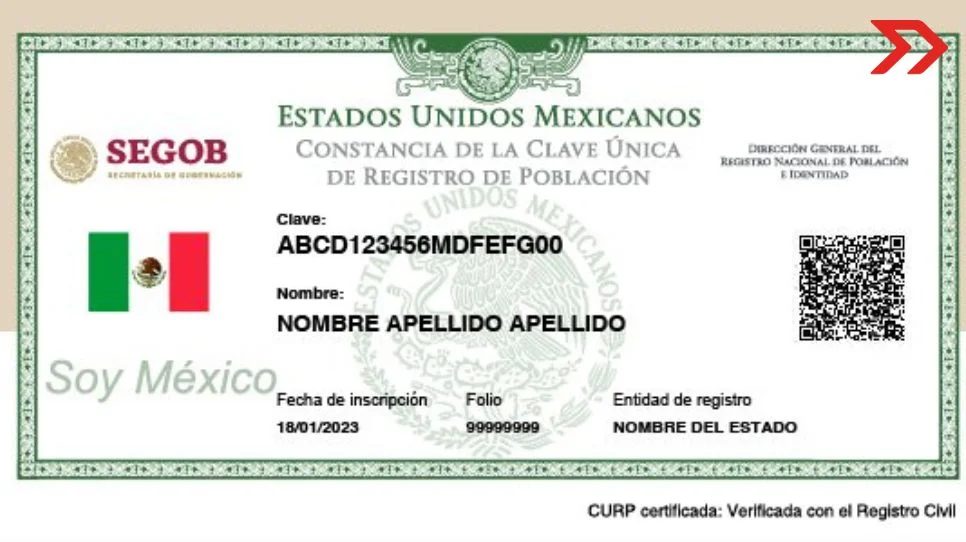 ESTADOS UNIDOS MEXICANOS
CONSTANCIA DE LA CLAVE ÚNICA
DE REGISTRO DE POBLACIÓN
SEGOB
SECRETARÍA DE GOBERNACIÓN
DIRECCIÓN GENERAL DEL
REGISTRO NACIONAL DE POBLACIÓN
E IDENTIDAD
Clave:
ABCD123456MDFEFG00
Nombre:
NOMBRE APELLIDO APELLIDO
ESTADOS UNIDOS MEXICANOS
Soy México
Fecha de inscripción Folio Entidad de registro
18/01/2023 99999999 NOMBRE DEL ESTADO
CURP certificada: Verificada con el Registro Civil